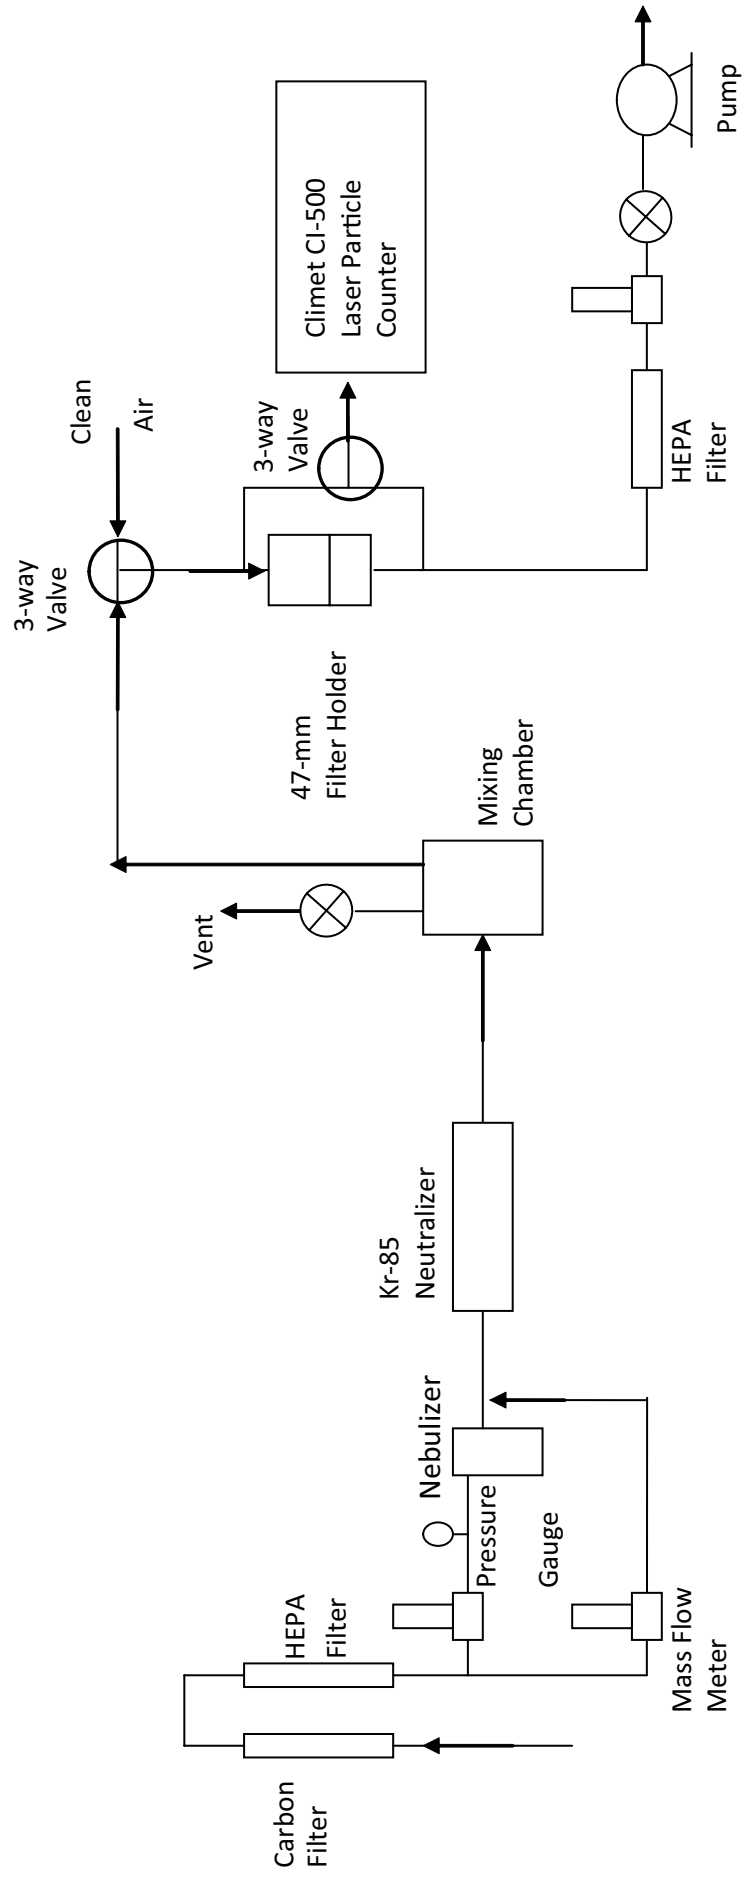 Carbon
Filter
HEPA
Filter
Mass Flow
Meter
Pressure
Gauge
Nebulizer
Kr-85
Neutralizer
Vent
Mixing
Chamber
47-mm
Filter Holder
3-way
Valve
Clean
Air
3-way
Valve
Climet CI-500
Laser Particle
Counter
HEPA
Filter
Pump